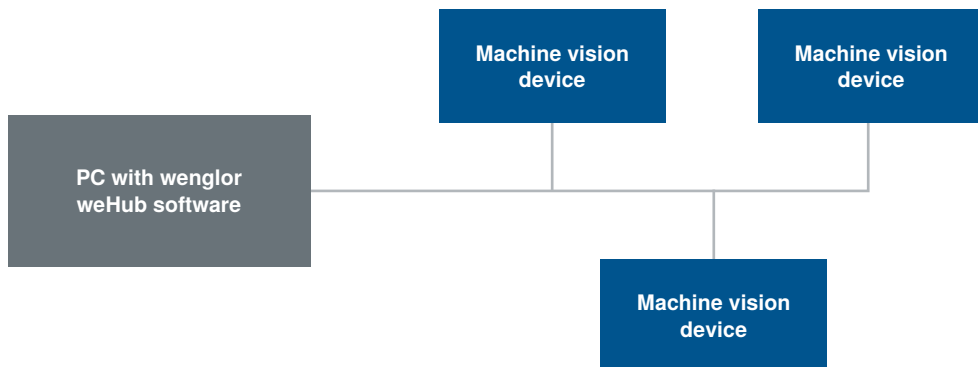 Machine vision
device
Machine vision
device
PC with wenglor
weHub software
Machine vision
device